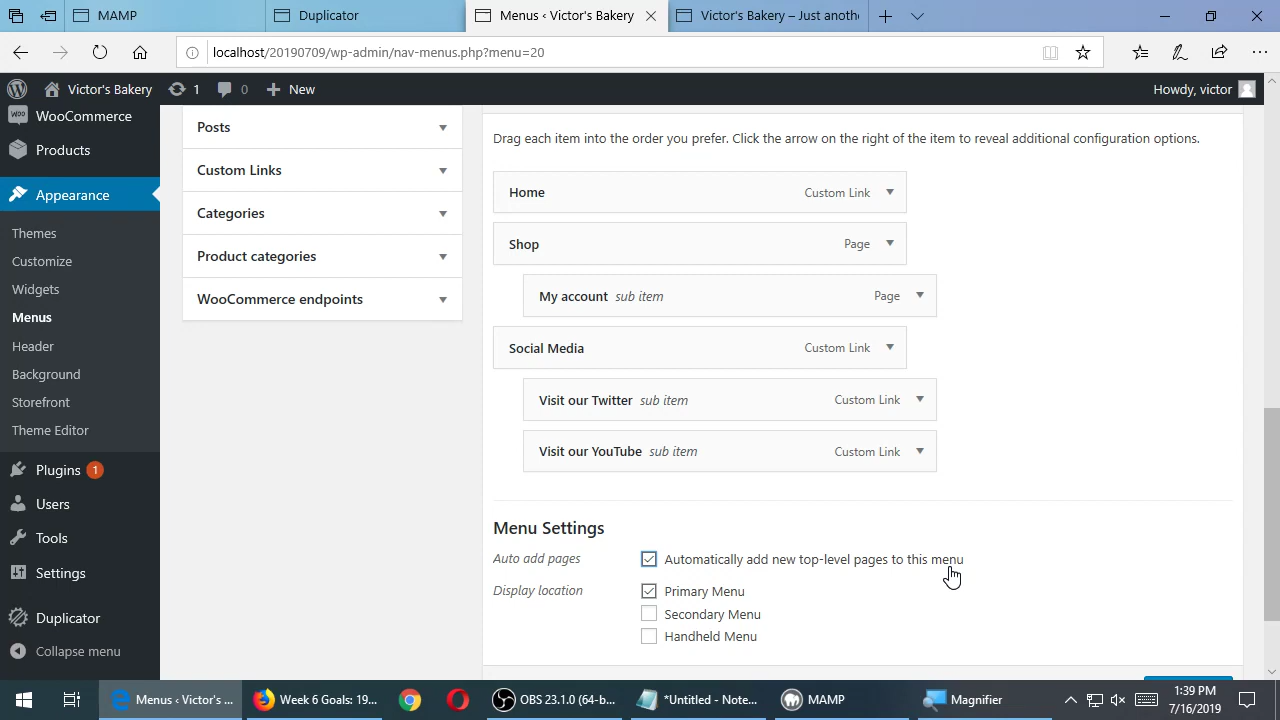 MAMP
Duplicator
Menus ‹ Victor's Bakery
Victor's Bakery – Just anoth
localhost/20190709/wp-admin/nav-menus.php?menu=20
Victor's Bakery
1
0
New
Howdy, victor
WooCommerce
Products
Appearance
Themes
Customize
Widgets
Menus
Header
Background
Storefront
Theme Editor
Plugins 1
Users
Tools
Settings
Duplicator
Collapse menu
Posts
Custom Links
Categories
Product categories
WooCommerce endpoints
Drag each item into the order you prefer. Click the arrow on the right of the item to reveal additional configuration options.
Home Custom Link
Shop Page
My account sub item Page
Social Media Custom Link
Visit our Twitter sub item Custom Link
Visit our YouTube sub item Custom Link
Menu Settings
Auto add pages Automatically add new top-level pages to this menu
Display location Primary Menu
Secondary Menu
Handheld Menu
Menus ‹ Victor's ...
Week 6 Goals: 19...
OBS 23.1.0 (64-b...
*Untitled - Note...
MAMP
Magnifier
1:39 PM
7/16/2019